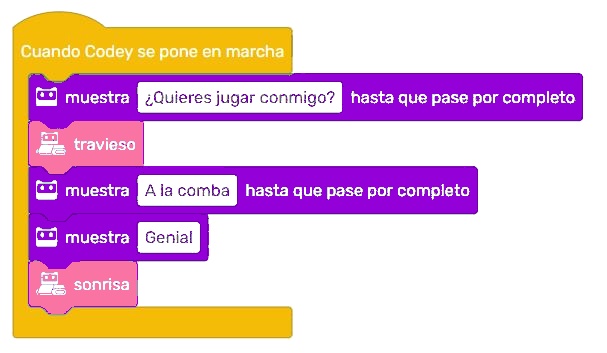 Cuando Codey se pone en marcha
muestra ¿Quieres jugar conmigo? hasta que pase por completo
travieso
muestra A la comba hasta que pase por completo
muestra Genial
sonrisa